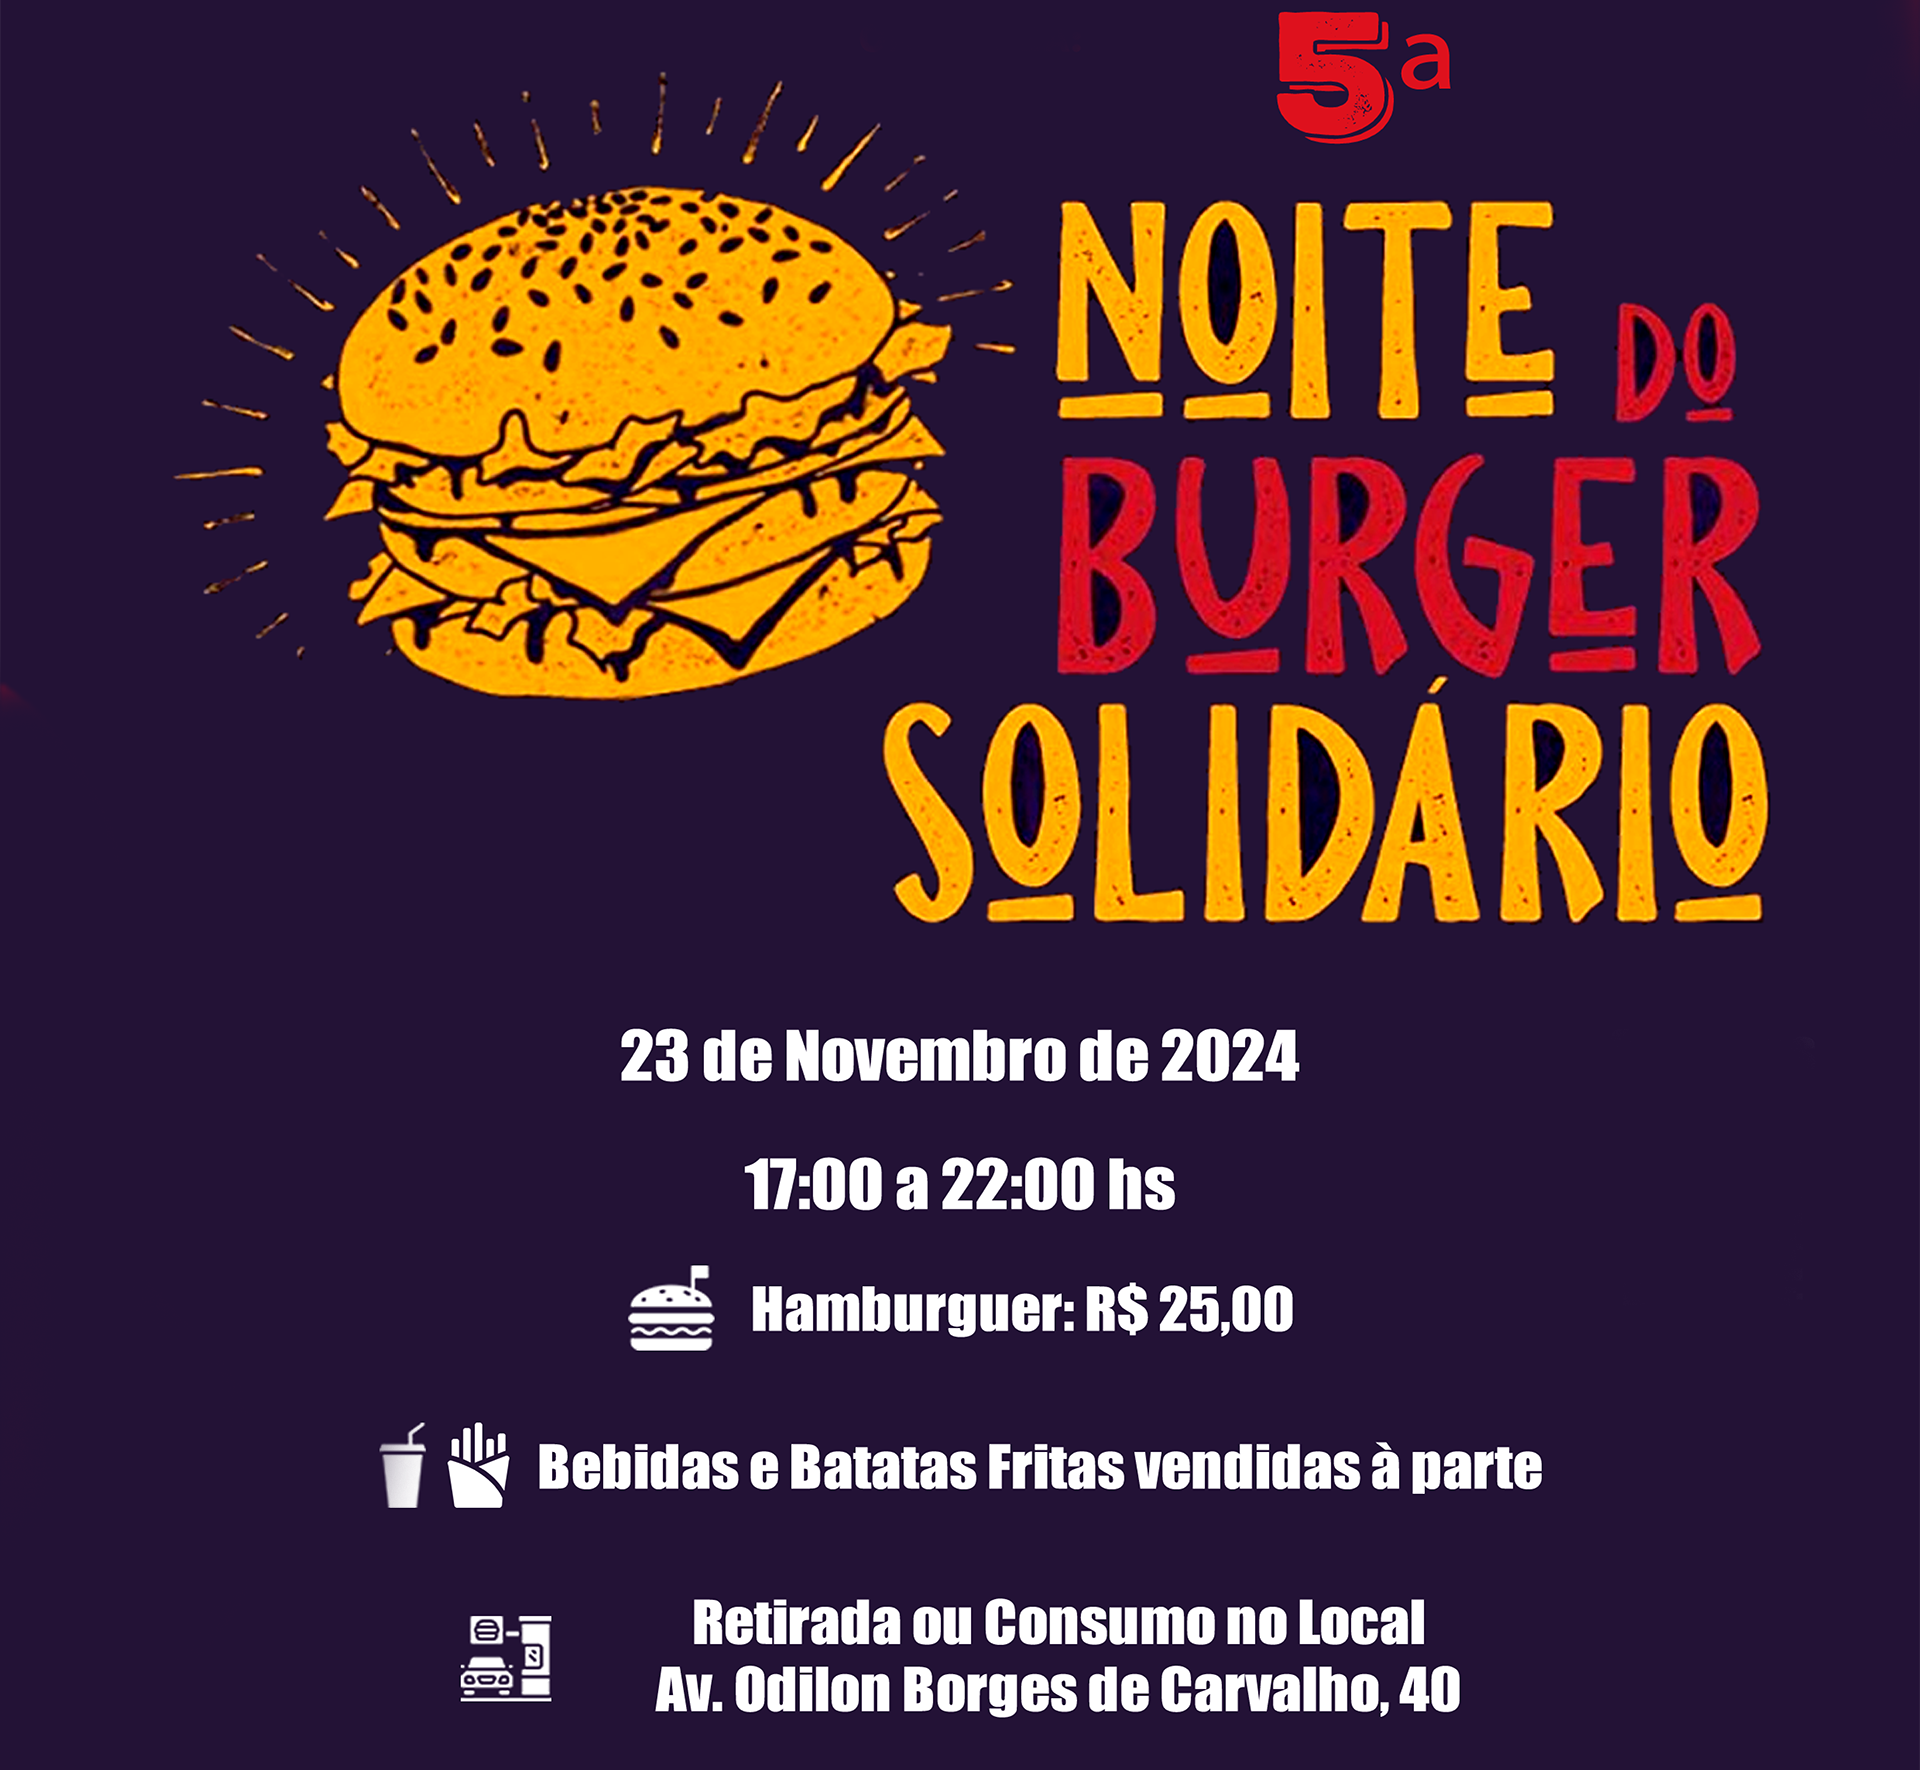 5a
NOITE DO
BURGER
SOLIDÁRIO
23 de Novembro de 2024
17:00 a 22:00 hs
Hamburguer: R$ 25,00
Bebidas e Batatas Fritas vendidas à parte
Retirada ou Consumo no Local
Av. Odilon Borges de Carvalho, 40